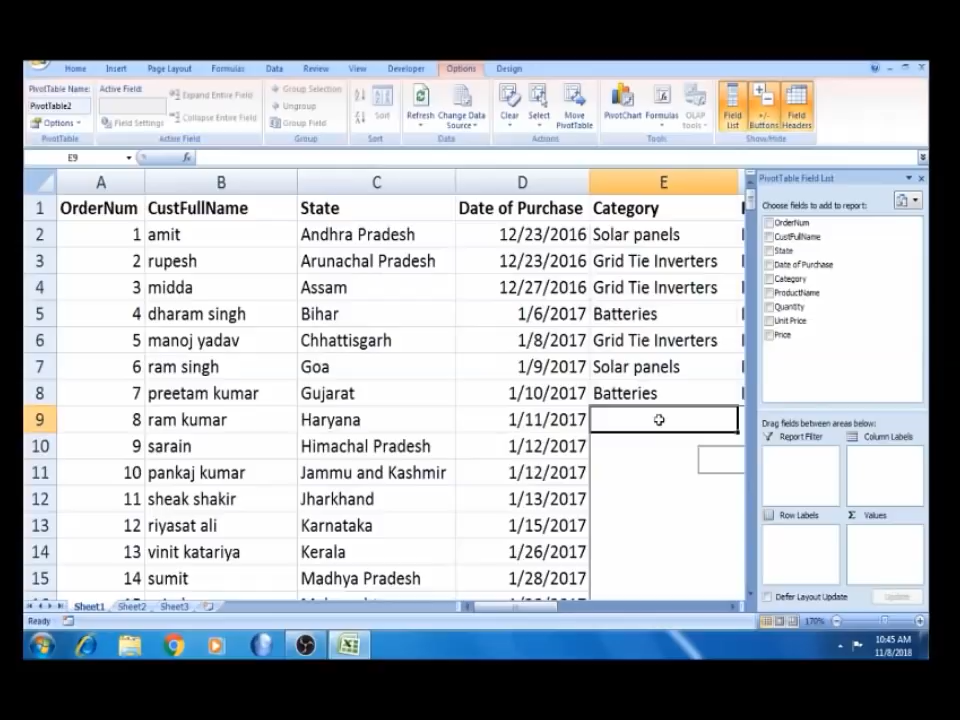 Home Insert Page Layout Formulas Data Review View Developer Options Design
PivotTable Name: Active Field: Expand Entire Field Group Selection
PivotTable2 Collapse Entire Field Ungroup Sort Refresh Change Data Source Clear Select Move PivotTable PivotChart Formulas OLAP tools Field List +/- Buttons Field Headers
Options Field Settings Group Field
PivotTable Active Field Group Sort Data Actions Tools Show/Hide
E9 fx
A B C D E
PivotTable Field List
1 OrderNum CustFullName State Date of Purchase Category
2 1 amit Andhra Pradesh 12/23/2016 Solar panels
3 2 rupesh Arunachal Pradesh 12/23/2016 Grid Tie Inverters
4 3 midda Assam 12/27/2016 Grid Tie Inverters
5 4 dharam singh Bihar 1/6/2017 Batteries
6 5 manoj yadav Chhattisgarh 1/8/2017 Grid Tie Inverters
7 6 ram singh Goa 1/9/2017 Solar panels
8 7 preetam kumar Gujarat 1/10/2017 Batteries
9 8 ram kumar Haryana 1/11/2017
10 9 sarain Himachal Pradesh 1/12/2017
11 10 pankaj kumar Jammu and Kashmir 1/12/2017
12 11 sheak shakir Jharkhand 1/13/2017
13 12 riyasat ali Karnataka 1/15/2017
14 13 vinit katariya Kerala 1/26/2017
15 14 sumit Madhya Pradesh 1/28/2017
Choose fields to add to report:
OrderNum
CustFullName
State
Date of Purchase
Category
ProductName
Quantity
Unit Price
Price
Drag fields between areas below:
Report Filter Column Labels
Row Labels Σ Values
Defer Layout Update Update
Sheet1 Sheet2 Sheet3
Ready 170%
10:45 AM
11/8/2018